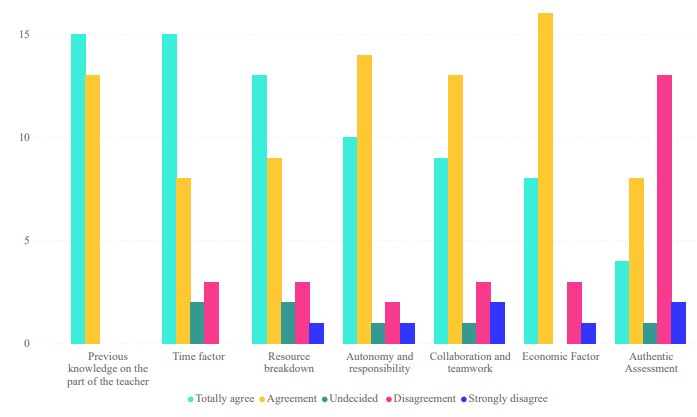 15
10
5
0
Previous
knowledge on the
part of the teacher
Time factor
Resource
breakdown
Autonomy and
responsibility
Collaboration and
teamwork
Economic Factor
Authentic
Assessment
Totally agree Agreement Undecided Disagreement Strongly disagree